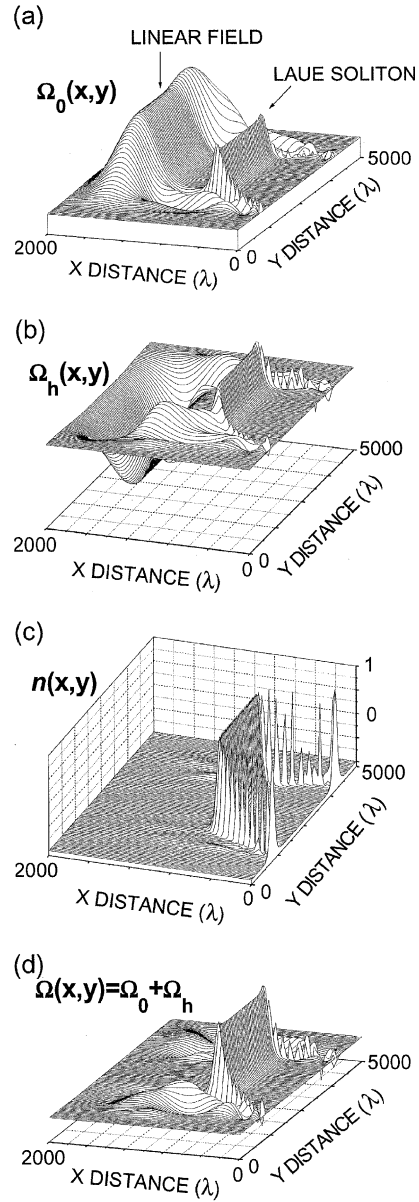 (a)
LINEAR FIELD
LAUE SOLITON
Ω₀(x,y)
5000
2000
0 0
X DISTANCE (λ)
Y DISTANCE (λ)
(b)
Ωₕ(x,y)
5000
2000
0 0
X DISTANCE (λ)
Y DISTANCE (λ)
(c)
n(x,y)
1
0
5000
2000
0 0
X DISTANCE (λ)
Y DISTANCE (λ)
(d)
Ω(x,y)=Ω₀+Ωₕ
5000
2000
0 0
X DISTANCE (λ)
Y DISTANCE (λ)